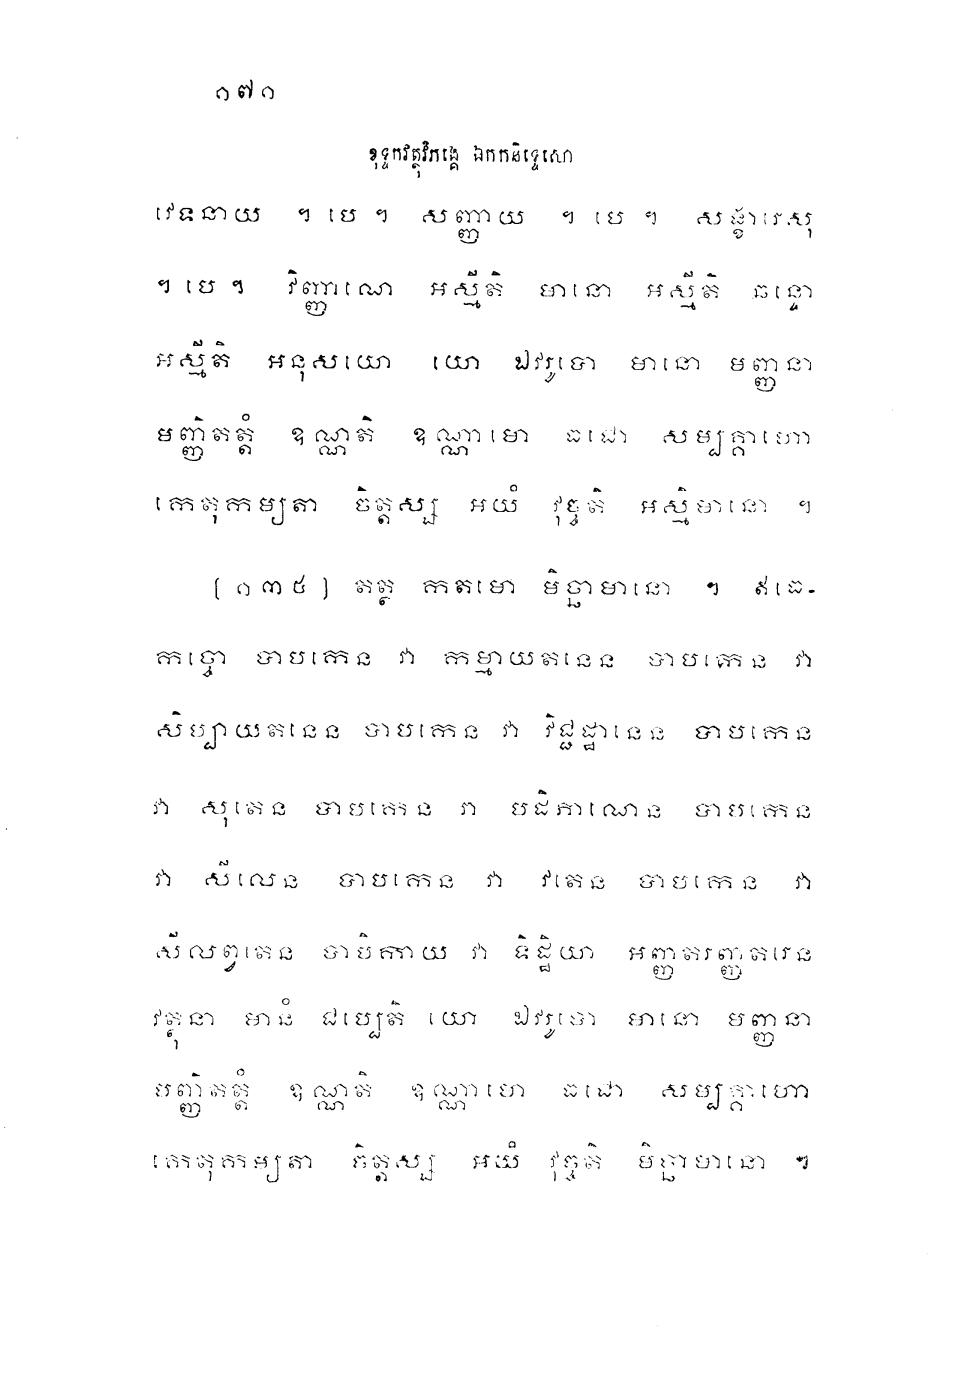 ១៧១
ខុទ្ទកវត្ថុវិភង្គេ ឯកកនិទ្ទេសោ
វេទនាយ ។ បេ ។ សញ្ញាយ ។ បេ ។ សង្ខារេសុ
។ បេ ។ វិញ្ញាណេ អស្មីតិ មានោ អស្មីតិ ឆន្ទោ
អស្មីតិ អនុសយោ យោ ឯវរូបោ មានោ មញ្ញនា
មញ្ញិតត្តំ ឧណ្ណតិ ឧណ្ណាមោ ធជោ សម្បគ្គាហោ
កេតុកម្យតា ចិត្តស្ស អយំ វុច្ចតិ អស្មិមានោ ។
[ ១៣៥ ] តត្ថ កតមោ មិច្ឆាមានោ ។ ឥធេ-
កច្ចោ បាបកេន វា កម្មាយតនេន បាបកេន វា
សិប្បាយតនេន បាបកេន វា វិជ្ជដ្ឋានេន បាបកេន
វា សុតេន បាបកេន វា បដិភាណេន បាបកេន
វា សីលេន បាបកេន វា វតេន បាបកេន វា
សីលព្វតេន បាបិកាយ វា ទិដ្ឋិយា អញ្ញតរញ្ញតរេន
វត្ថុនា មានំ ជប្បេតិ យោ ឯវរូបោ មានោ មញ្ញនា
មញ្ញិតត្តំ ឧណ្ណតិ ឧណ្ណាមោ ធជោ សម្បគ្គាហោ
កេតុកម្យតា ចិត្តស្ស អយំ វុច្ចតិ មិច្ឆាមានោ ។